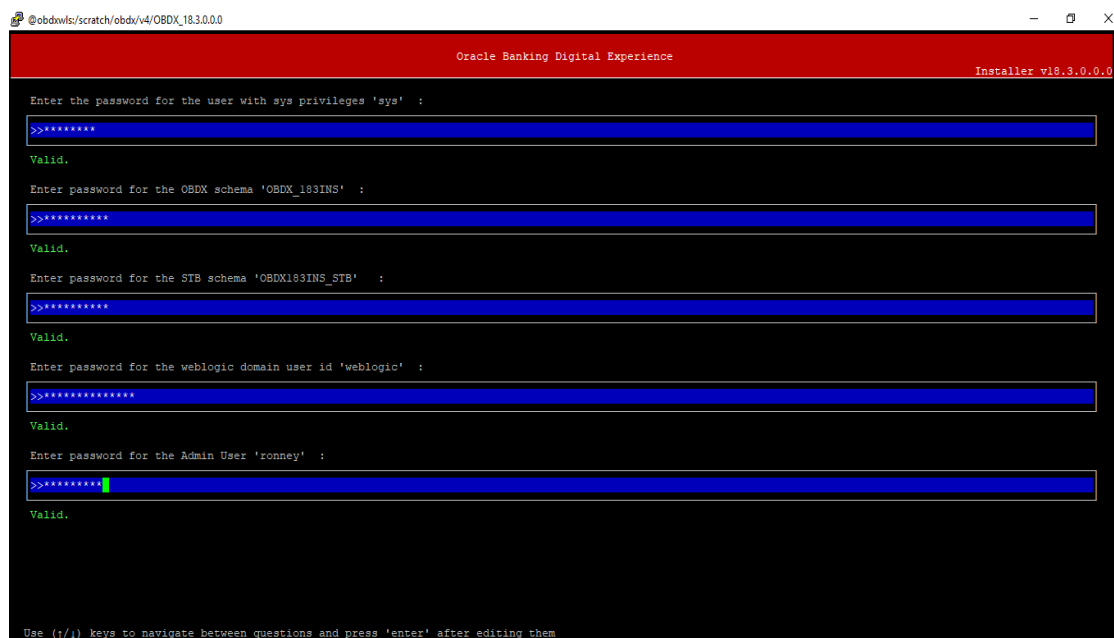 @obdxwls:/scratch/obdx/v4/OBDX_18.3.0.0.0
Oracle Banking Digital Experience
Installer v18.3.0.0.0
Enter the password for the user with sys privileges 'sys'  :
>>********
Valid.
Enter password for the OBDX schema 'OBDX_183INS'  :
>>**********
Valid.
Enter password for the STB schema 'OBDX183INS_STB'   :
>>**********
Valid.
Enter password for the weblogic domain user id 'weblogic'  :
>>**************
Valid.
Enter password for the Admin User 'ronney'  :
>>*********
Valid.
Use (↑/↓) keys to navigate between questions and press 'enter' after editing them